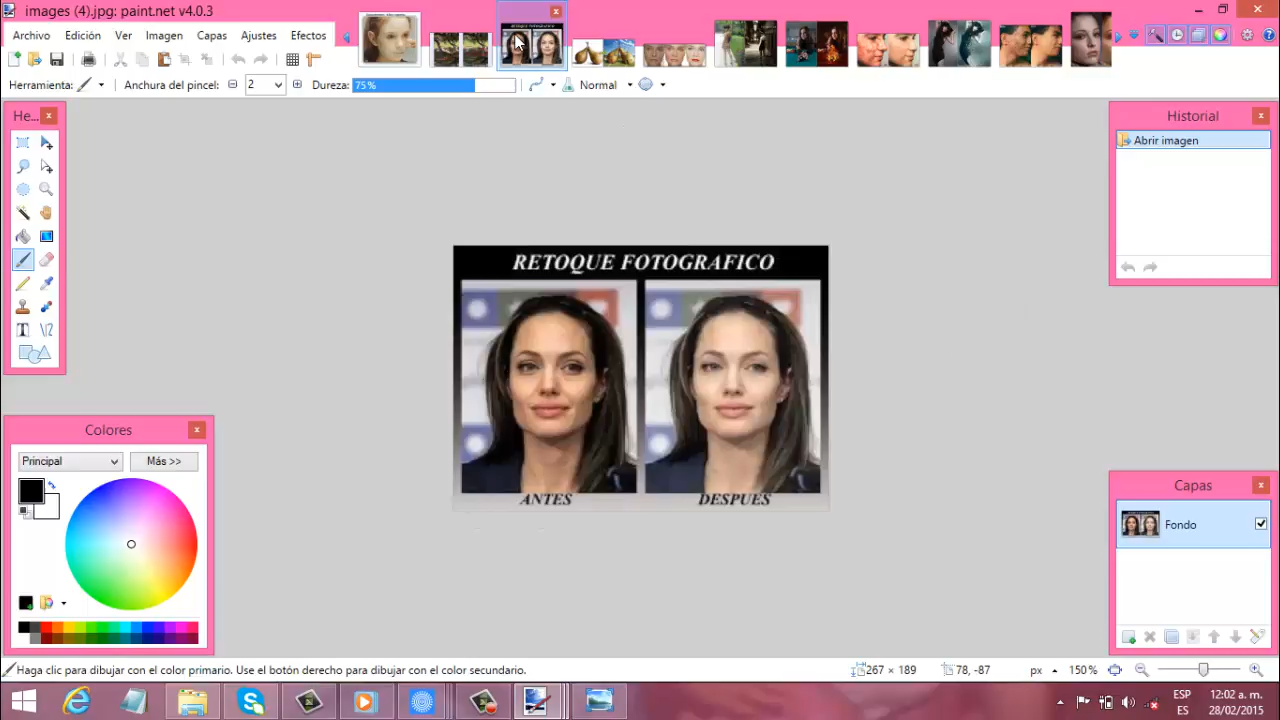 images (4).jpg: paint.net v4.0.3
Archivo Edición Ver Imagen Capas Ajustes Efectos
Herramienta: Anchura del pincel: 2 Dureza: 75% Normal
He...
Historial
Abrir imagen
RETOQUE FOTOGRAFICO
ANTES DESPUES
Colores
Principal Más >>
Capas
Fondo
Haga clic para dibujar con el color primario. Use el botón derecho para dibujar con el color secundario. 267 × 189 78, -87 px 150%
ESP 12:02 a. m.
ES 28/02/2015